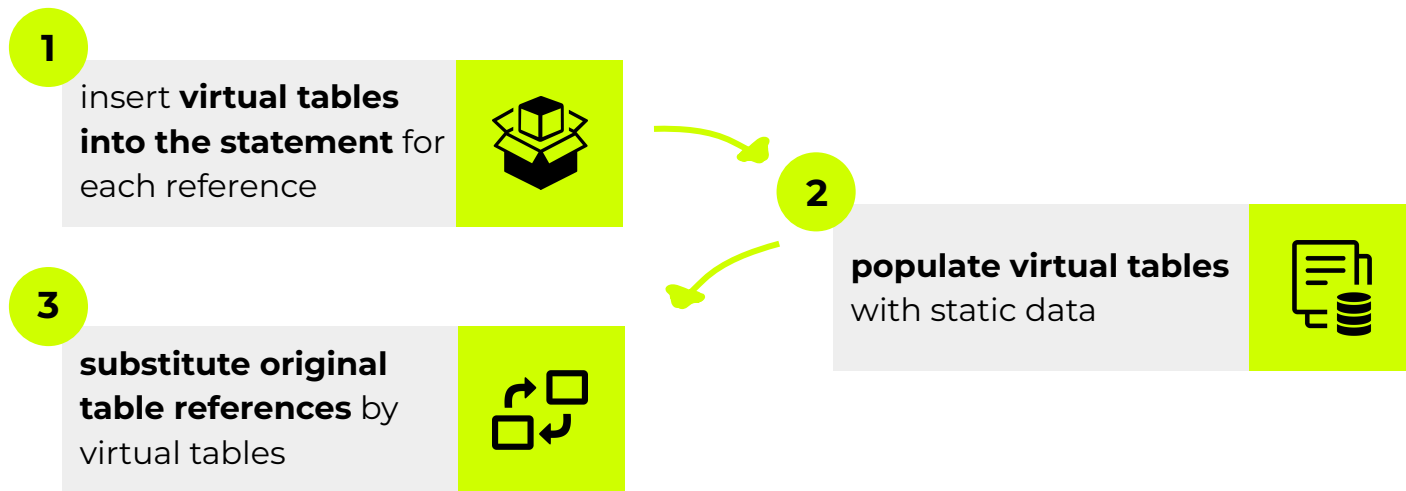 1
insert virtual tables
into the statement for
each reference
2
populate virtual tables
with static data
3
substitute original
table references by
virtual tables